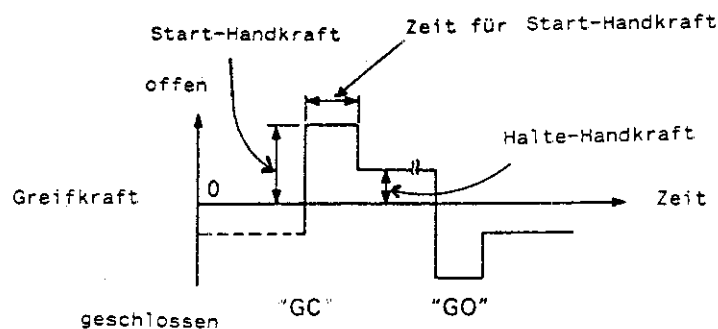 Start-Handkraft
Zeit für Start-Handkraft
offen
Halte-Handkraft
Greifkraft
0
Zeit
"GC"
"GO"
geschlossen